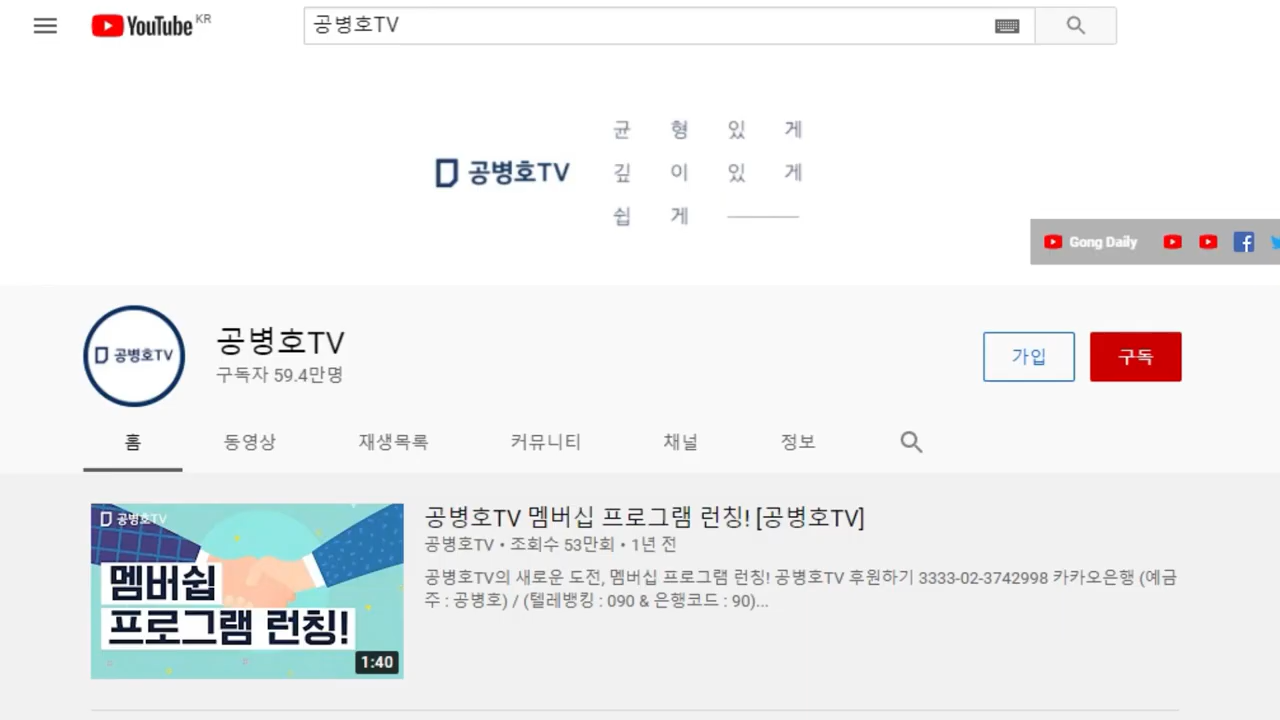 YouTube KR
공병호TV
균형있게
공병호TV
깊이있게
쉽게
Gong Daily
공병호TV
공병호TV
구독자 59.4만명
가입
구독
홈
동영상
재생목록
커뮤니티
채널
정보
공병호TV
멤버쉽
프로그램 런칭!
1:40
공병호TV 멤버십 프로그램 런칭! [공병호TV]
공병호TV • 조회수 53만회 • 1년 전
공병호TV의 새로운 도전, 멤버십 프로그램 런칭! 공병호TV 후원하기 3333-02-3742998 카카오은행 (예금
주 : 공병호) / (텔레뱅킹 : 090 & 은행코드 : 90)...